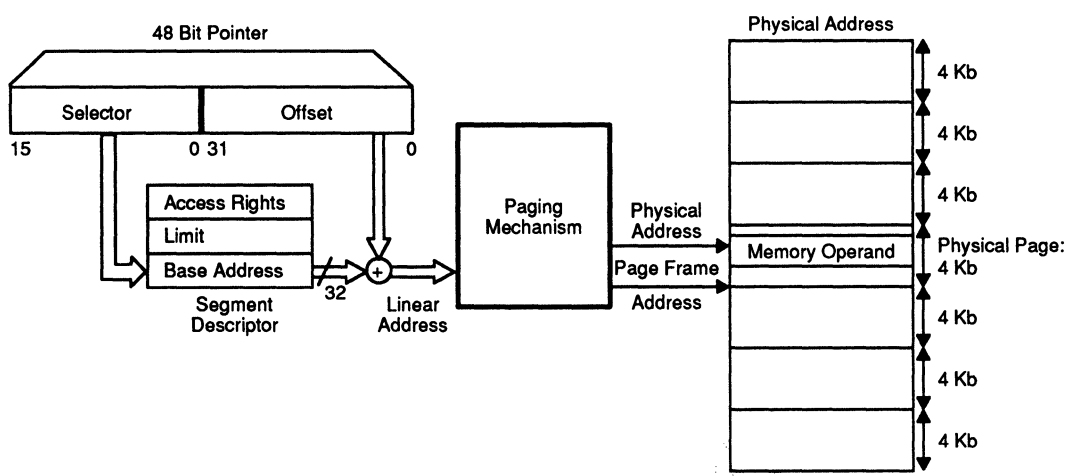 48 Bit Pointer
Selector
Offset
15
0 31
0
Access Rights
Limit
Base Address
32
Segment
Descriptor
+
Linear
Address
Paging
Mechanism
Physical
Address
Page Frame
Address
Physical Address
4 Kb
4 Kb
4 Kb
Memory Operand
Physical Page:
4 Kb
4 Kb
4 Kb
4 Kb